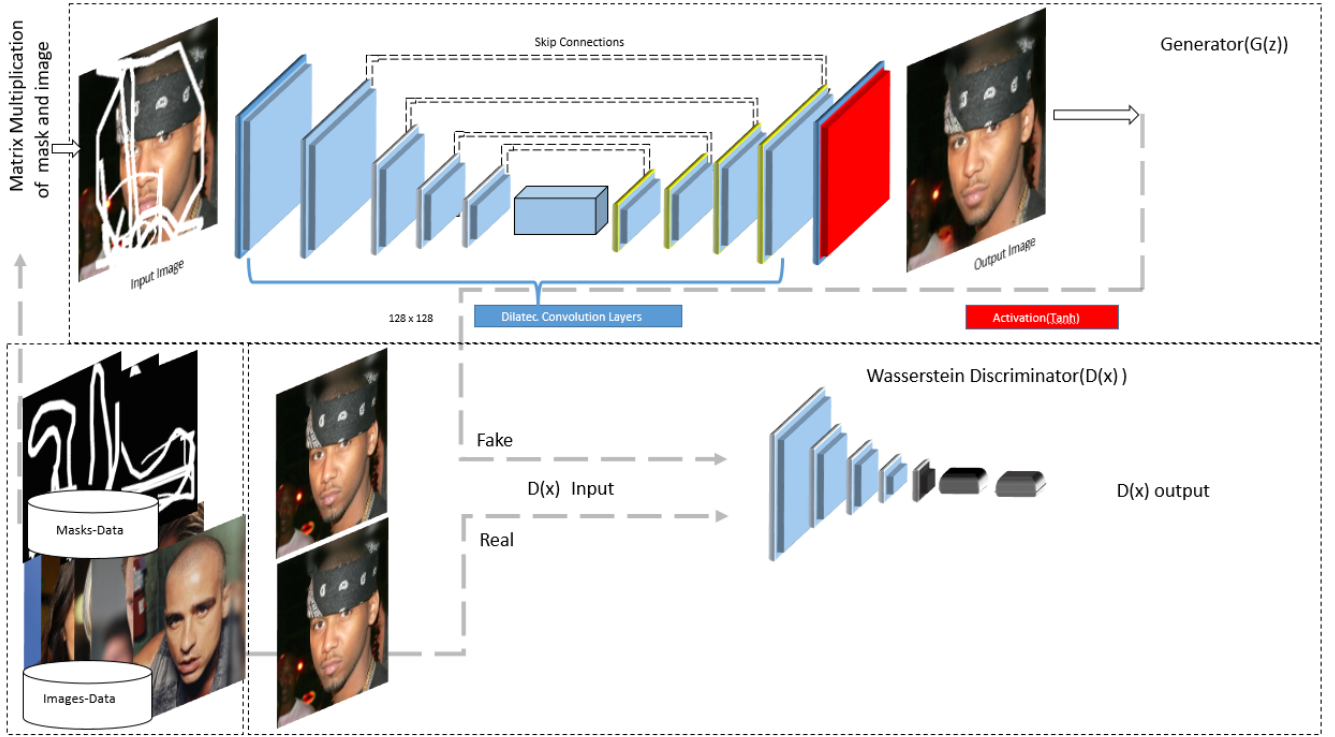 Matrix Multiplication
of mask and image
Skip Connections
Generator(G(z))
Input Image
Output Image
128 x 128
Dilatec. Convolution Layers
Activation(Tanh)
Wasserstein Discriminator(D(x) )
Fake
D(x) Input
D(x) output
Real
Masks-Data
Images-Data